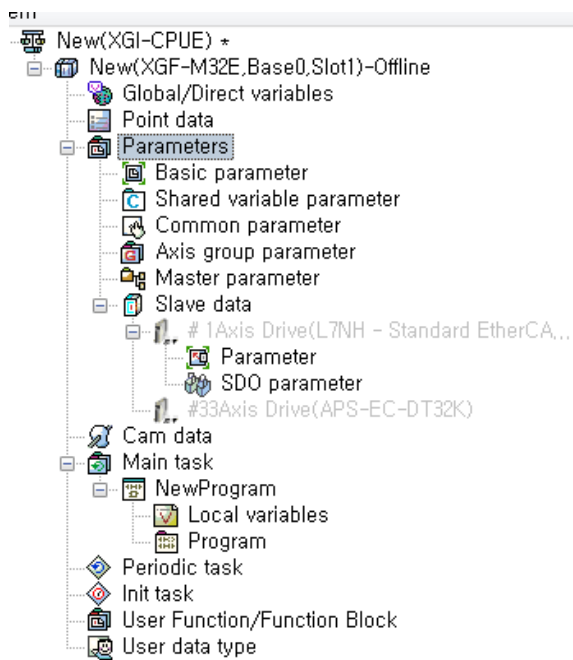 em
New(XGI-CPUE) *
New(XGF-M32E,Base0,Slot1)-Offline
Global/Direct variables
Point data
Parameters
Basic parameter
Shared variable parameter
Common parameter
Axis group parameter
Master parameter
Slave data
# 1Axis Drive(L7NH - Standard EtherCA...
Parameter
SDO parameter
#33Axis Drive(APS-EC-DT32K)
Cam data
Main task
NewProgram
Local variables
Program
Periodic task
Init task
User Function/Function Block
User data type